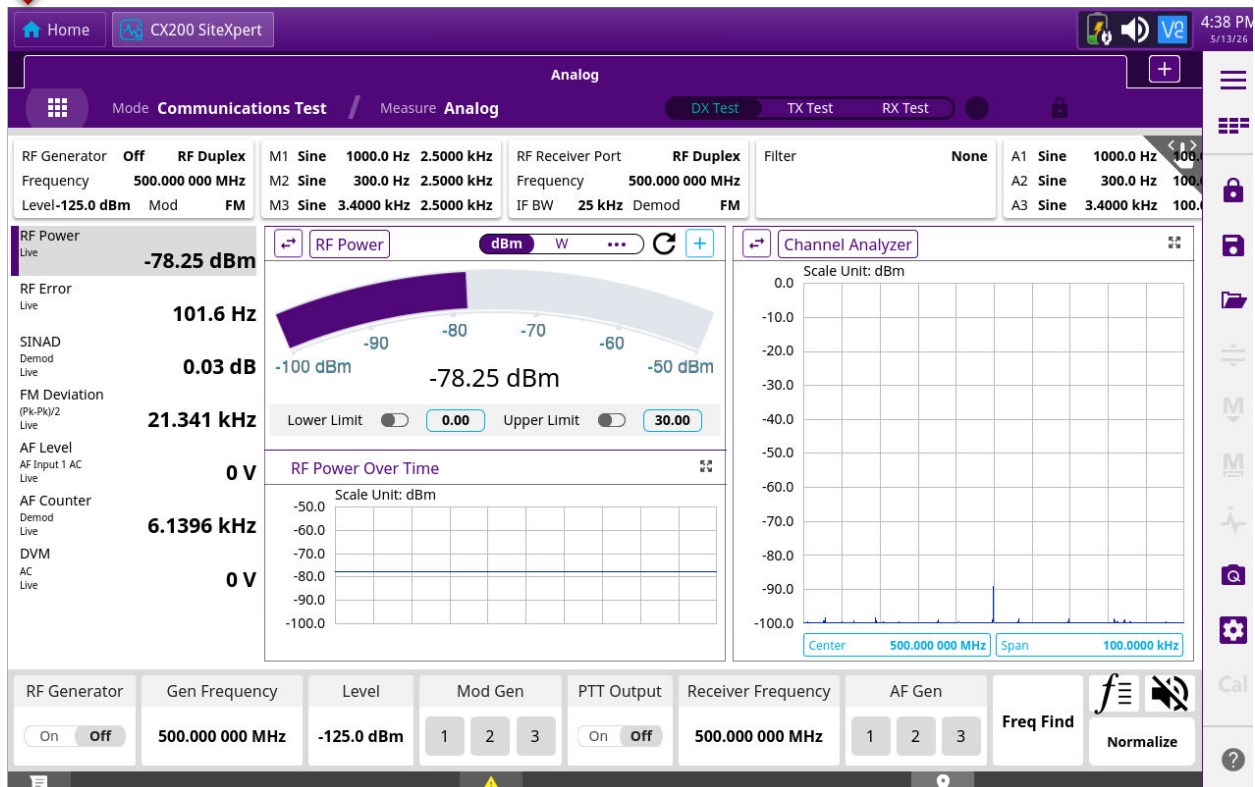 Home CX200 SiteXpert V2 4:38 PM
5/13/26
Analog +
Mode Communications Test / Measure Analog DX Test TX Test RX Test
RF Generator Off RF Duplex
Frequency 500.000 000 MHz
Level -125.0 dBm Mod FM
M1 Sine 1000.0 Hz 2.5000 kHz
M2 Sine 300.0 Hz 2.5000 kHz
M3 Sine 3.4000 kHz 2.5000 kHz
RF Receiver Port RF Duplex
Frequency 500.000 000 MHz
IF BW 25 kHz Demod FM
Filter None
A1 Sine 1000.0 Hz 100.
A2 Sine 300.0 Hz 100.
A3 Sine 3.4000 kHz 100.
RF Power
Live
-78.25 dBm
RF Error
Live
101.6 Hz
SINAD
Demod
Live
0.03 dB
FM Deviation
(Pk-Pk)/2
Live
21.341 kHz
AF Level
AF Input 1 AC
Live
0 V
AF Counter
Demod
Live
6.1396 kHz
DVM
AC
Live
0 V
RF Power dBm W ••• +
-100 dBm
-90
-80
-70
-60
-50 dBm
-78.25 dBm
Lower Limit 0.00 Upper Limit 30.00
RF Power Over Time
Scale Unit: dBm
-50.0
-60.0
-70.0
-80.0
-90.0
-100.0
Channel Analyzer
Scale Unit: dBm
0.0
-10.0
-20.0
-30.0
-40.0
-50.0
-60.0
-70.0
-80.0
-90.0
-100.0
Center 500.000 000 MHz Span 100.0000 kHz
M
M
Q
Cal
?
RF Generator
On Off
Gen Frequency
500.000 000 MHz
Level
-125.0 dBm
Mod Gen
1 2 3
PTT Output
On Off
Receiver Frequency
500.000 000 MHz
AF Gen
1 2 3
Freq Find
f
Normalize